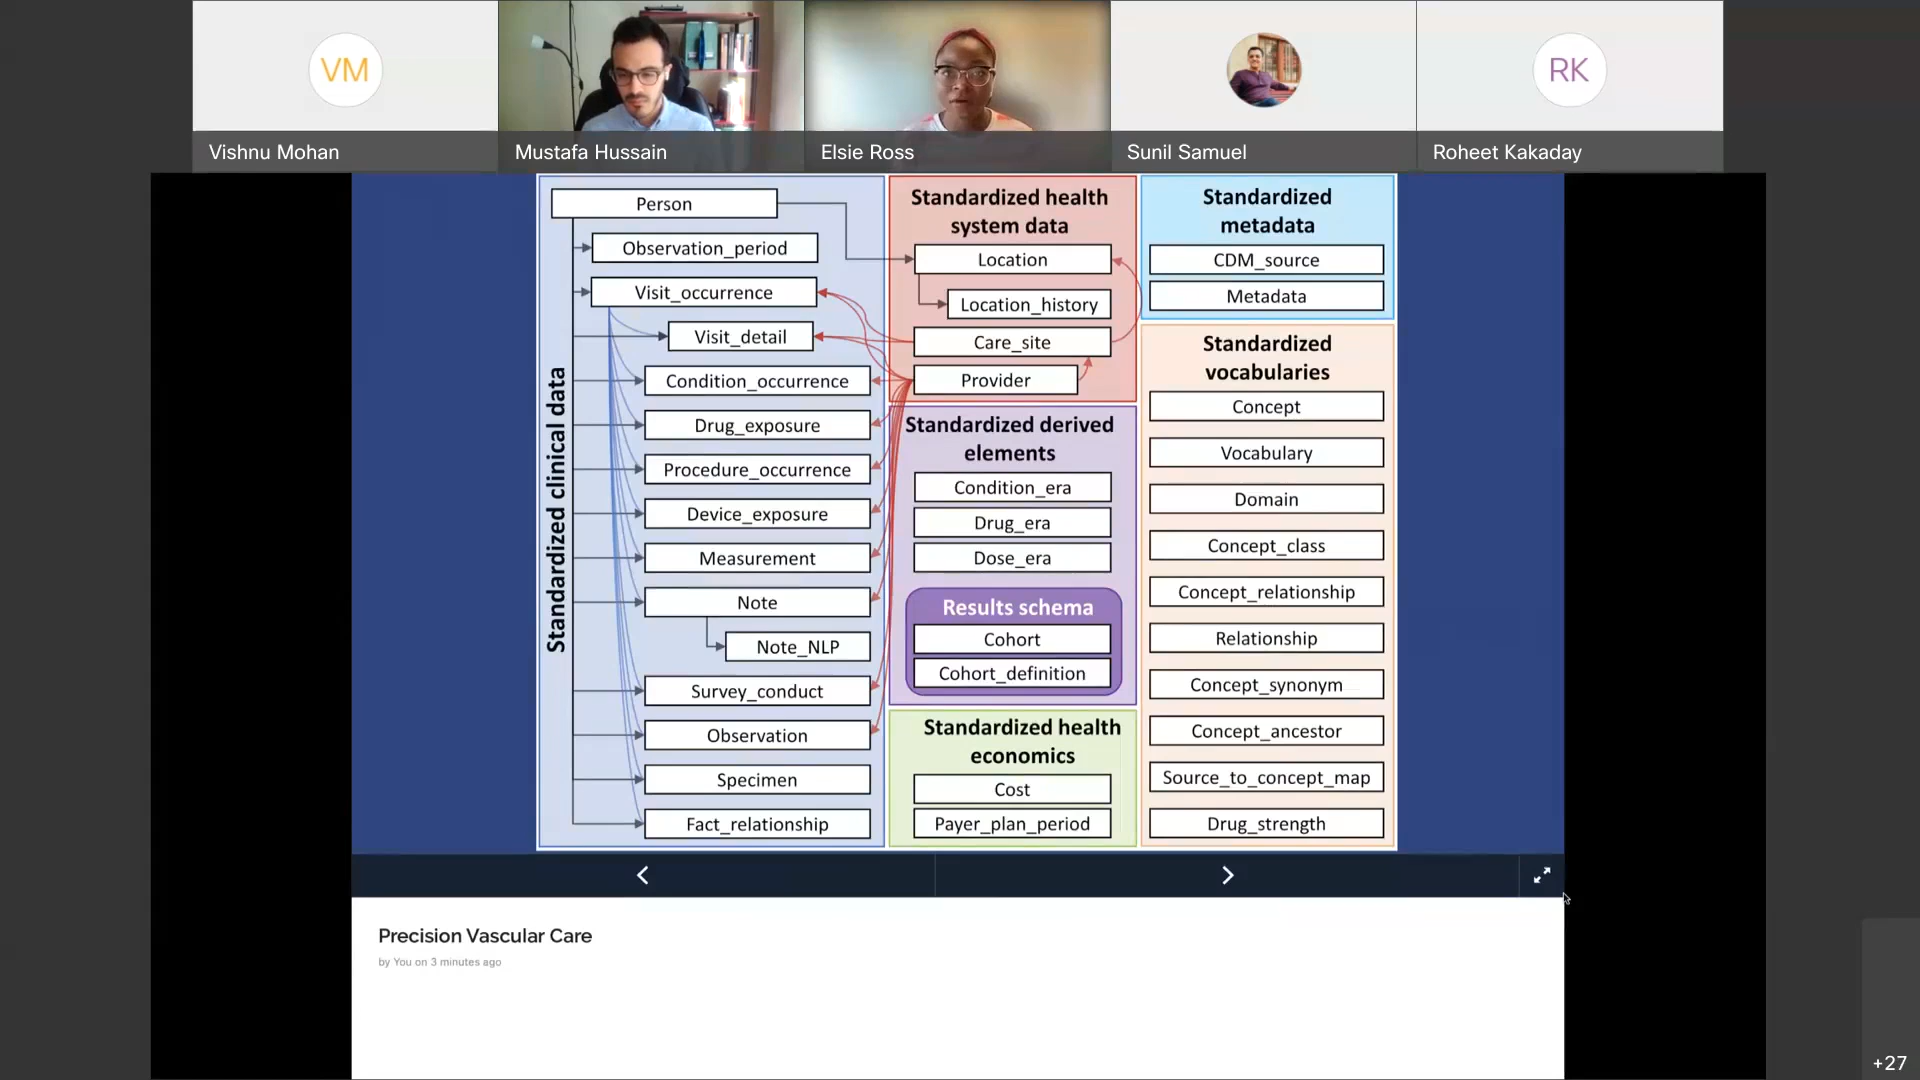 VM
RK
Vishnu Mohan
Mustafa Hussain
Elsie Ross
Sunil Samuel
Roheet Kakaday
Standardized clinical data
Person
Observation_period
Visit_occurrence
Visit_detail
Condition_occurrence
Drug_exposure
Procedure_occurrence
Device_exposure
Measurement
Note
Note_NLP
Survey_conduct
Observation
Specimen
Fact_relationship
Standardized health
system data
Location
Location_history
Care_site
Provider
Standardized derived
elements
Condition_era
Drug_era
Dose_era
Results schema
Cohort
Cohort_definition
Standardized health
economics
Cost
Payer_plan_period
Standardized
metadata
CDM_source
Metadata
Standardized
vocabularies
Concept
Vocabulary
Domain
Concept_class
Concept_relationship
Relationship
Concept_synonym
Concept_ancestor
Source_to_concept_map
Drug_strength
Precision Vascular Care
by You on 3 minutes ago
+27